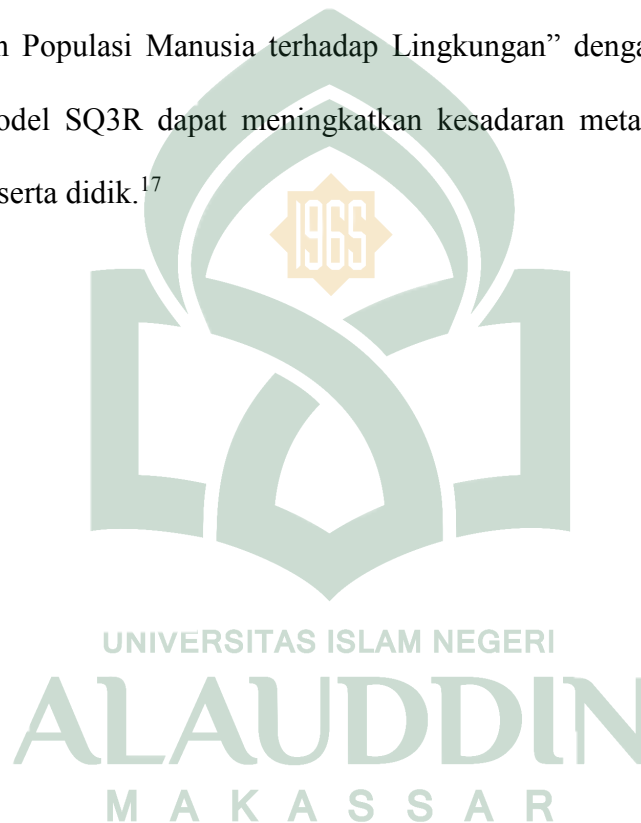 n Populasi Manusia terhadap Lingkungan” denga
odel SQ3R dapat meningkatkan kesadaran meta
serta didik.17
1965
UNIVERSITAS ISLAM NEGERI
ALAUDDIN
MAKASSAR